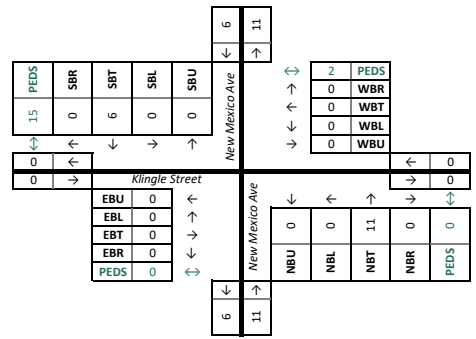 6 11
↓ ↑
PEDS SBR SBT SBL SBU
15 0 6 0 0
↕ ← ↓ → ↑
New Mexico Ave
↔ 2 PEDS
↑ 0 WBR
← 0 WBT
↓ 0 WBL
→ 0 WBU
0 ←
0 →
Klingle Street
← 0
→ 0
EBU 0 ←
EBL 0 ↑
EBT 0 →
EBR 0 ↓
PEDS 0 ↔
New Mexico Ave
↓ ← ↑ → ↕
0 0 11 0 0
NBU NBL NBT NBR PEDS
↓ ↑
6 11